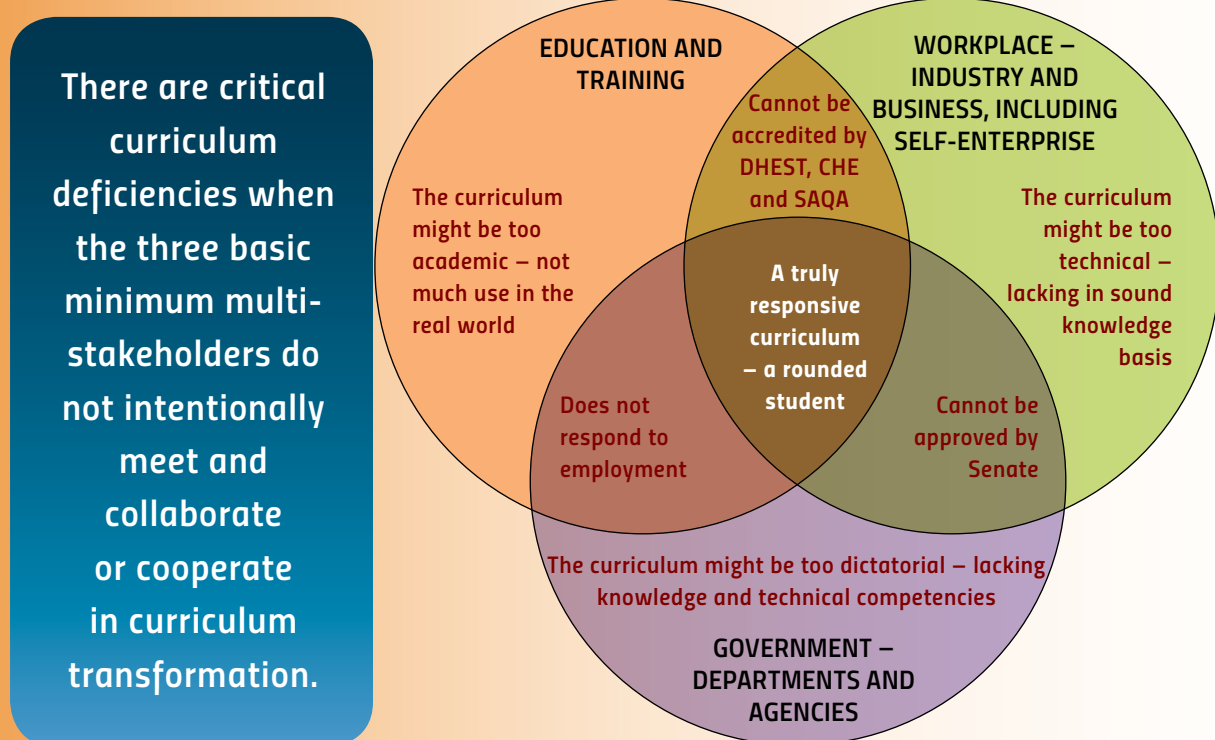 There are critical
curriculum
deficiencies when
the three basic
minimum multi-
stakeholders do
not intentionally
meet and
collaborate
or cooperate
in curriculum
transformation.
EDUCATION AND
TRAINING
The curriculum
might be too
academic – not
much use in the
real world
Cannot be
accredited by
DHEST, CHE
and SAQA
WORKPLACE –
INDUSTRY AND
BUSINESS, INCLUDING
SELF-ENTERPRISE
The curriculum
might be too
technical –
lacking in sound
knowledge
basis
A truly
responsive
curriculum
– a rounded
student
Does not
respond to
employment
Cannot be
approved by
Senate
The curriculum might be too dictatorial – lacking
knowledge and technical competencies
GOVERNMENT –
DEPARTMENTS AND
AGENCIES